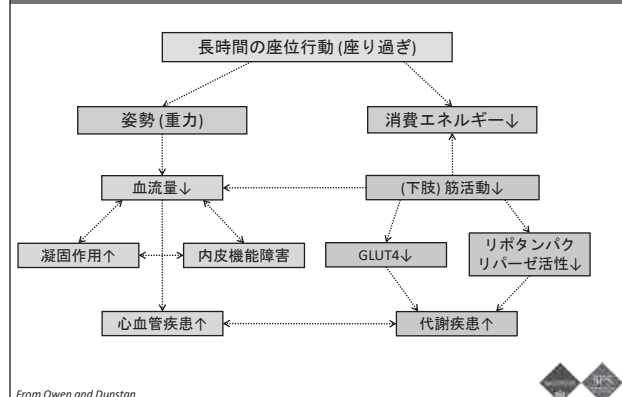 長時間の座位行動 (座り過ぎ)
姿勢 (重力)
消費エネルギー↓
血流量↓
(下肢) 筋活動↓
凝固作用↑
内皮機能障害
GLUT4↓
リポタンパク
リパーゼ活性↓
心血管疾患↑
代謝疾患↑
From Owen and Dunstan